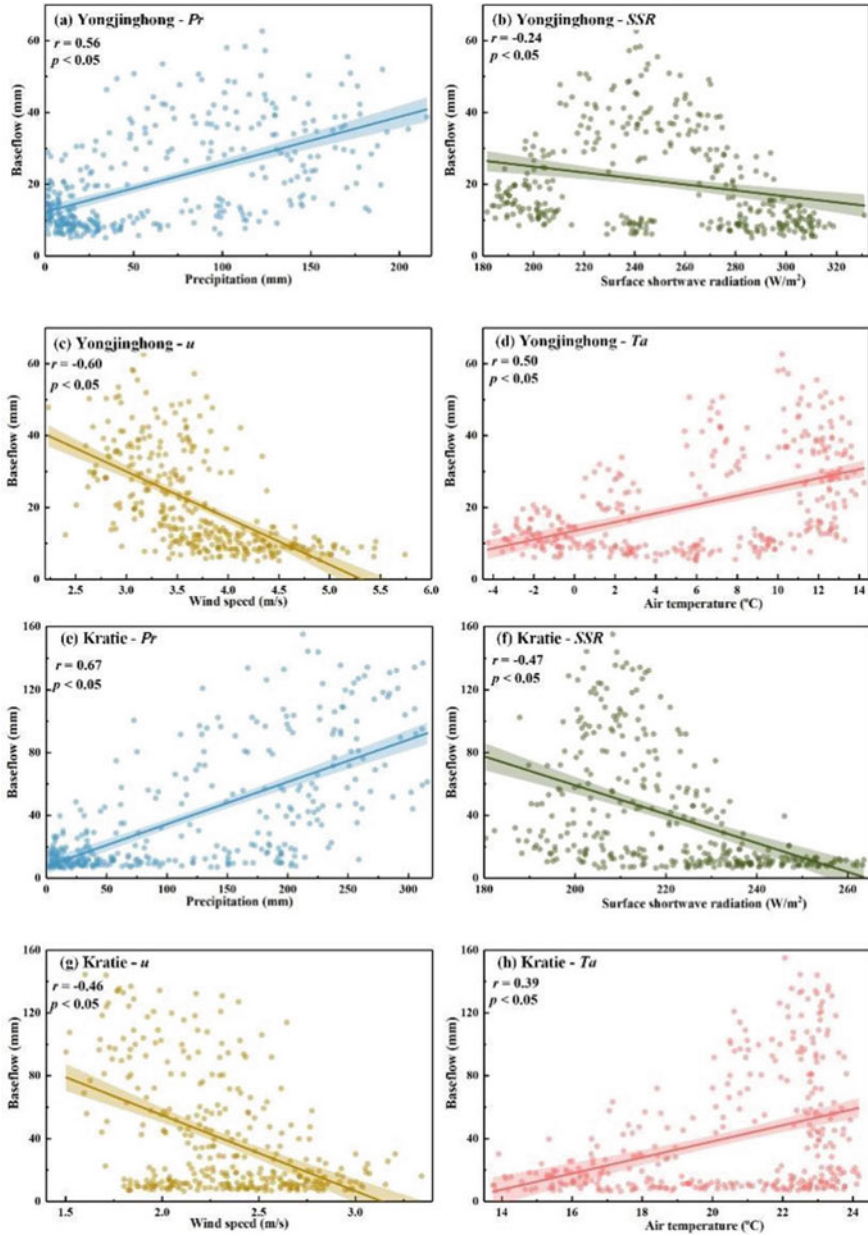 (a) Yongjinghong - Pr
r = 0.56
p < 0.05
Baseflow (mm)
60
40
20
0
0 50 100 150 200
Precipitation (mm)
(b) Yongjinghong - SSR
r = -0.24
p < 0.05
Baseflow (mm)
60
40
20
0
180 200 220 240 260 280 300 320
Surface shortwave radiation (W/m²)
(c) Yongjinghong - u
r = -0.60
p < 0.05
Baseflow (mm)
60
40
20
0
2.5 3.0 3.5 4.0 4.5 5.0 5.5 6.0
Wind speed (m/s)
(d) Yongjinghong - Ta
r = 0.50
p < 0.05
Baseflow (mm)
60
40
20
0
-4 -2 0 2 4 6 8 10 12 14
Air temperature (ºC)
(e) Kratie - Pr
r = 0.67
p < 0.05
Baseflow (mm)
160
120
80
40
0
0 50 100 150 200 250 300
Precipitation (mm)
(f) Kratie - SSR
r = -0.47
p < 0.05
Baseflow (mm)
160
120
80
40
0
180 200 220 240 260
Surface shortwave radiation (W/m²)
(g) Kratie - u
r = -0.46
p < 0.05
Baseflow (mm)
160
120
80
40
0
1.5 2.0 2.5 3.0
Wind speed (m/s)
(h) Kratie - Ta
r = 0.39
p < 0.05
Baseflow (mm)
160
120
80
40
0
14 16 18 20 22 24
Air temperature (ºC)